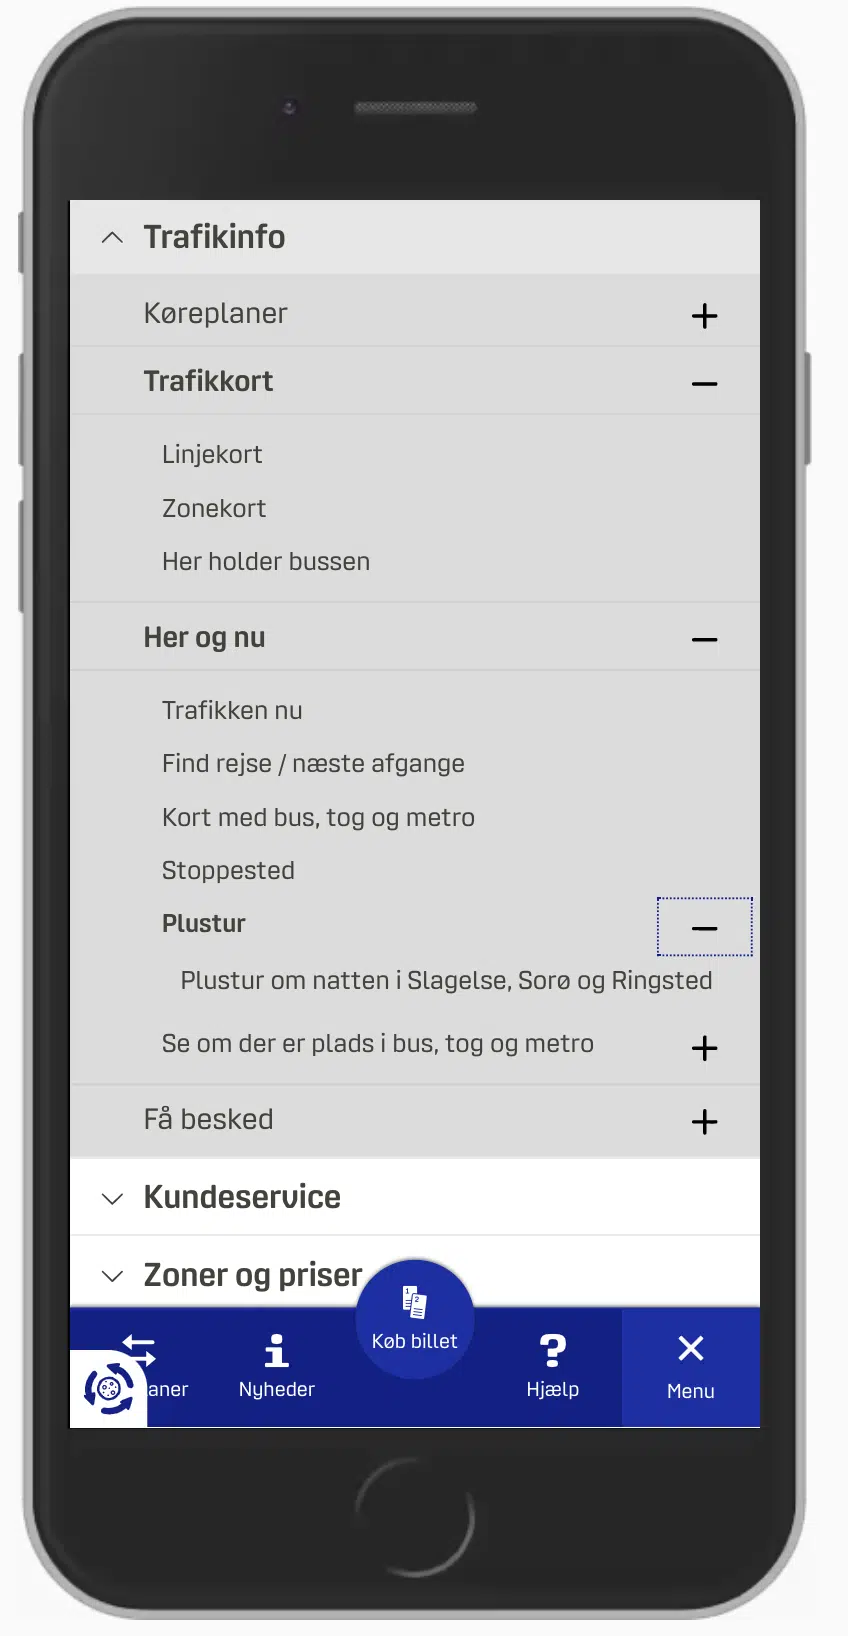 Trafikinfo
Køreplaner
Trafikkort
Linjekort
Zonekort
Her holder bussen
Her og nu
Trafikken nu
Find rejse / næste afgange
Kort med bus, tog og metro
Stoppested
Plustur
Plustur om natten i Slagelse, Sorø og Ringsted
Se om der er plads i bus, tog og metro
Få besked
Kundeservice
Zoner og priser
1 2
Køb billet
aner Nyheder Hjælp Menu